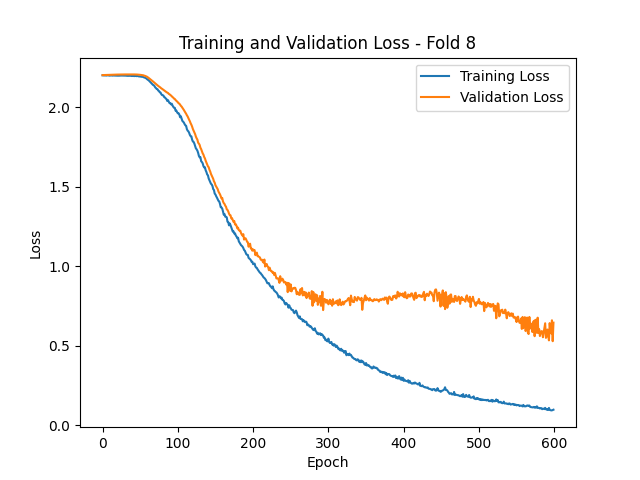 Training and Validation Loss - Fold 8
Training Loss
Validation Loss
Loss
2.0
1.5
1.0
0.5
0.0
0 100 200 300 400 500 600
Epoch